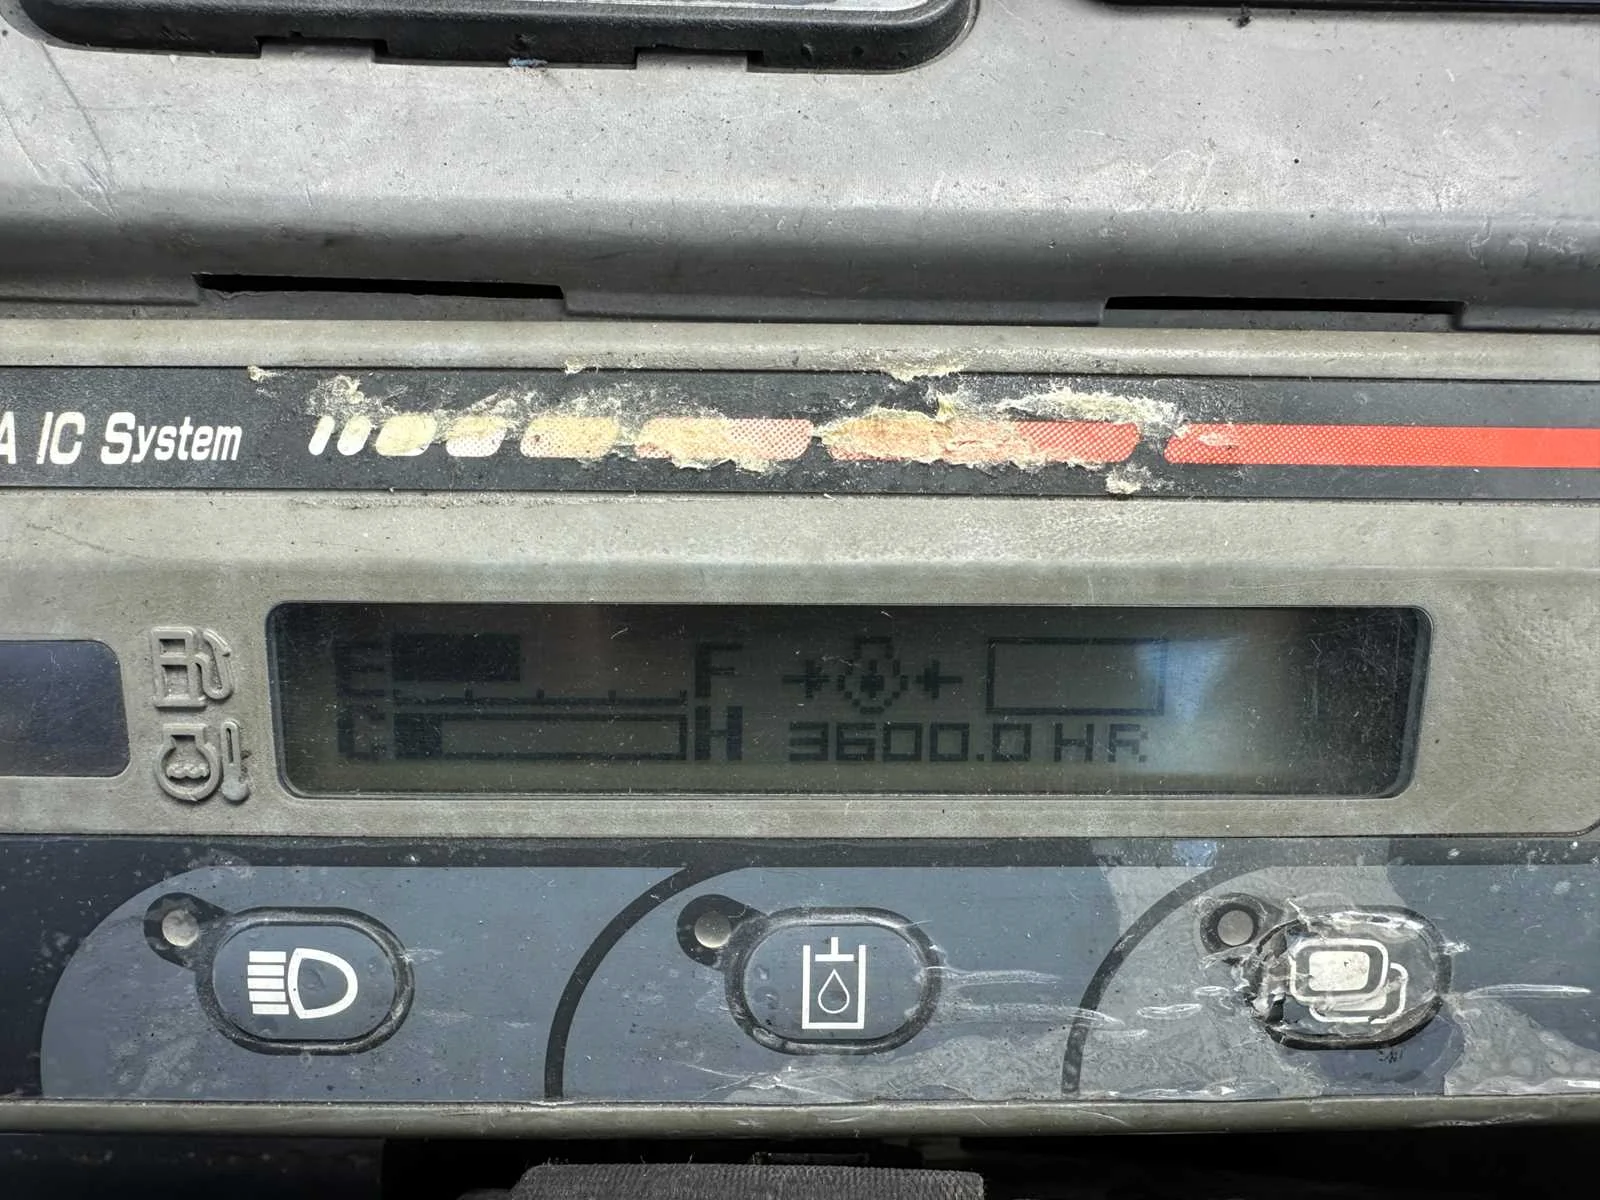 A IC System
E F
C H 3600.0 HR